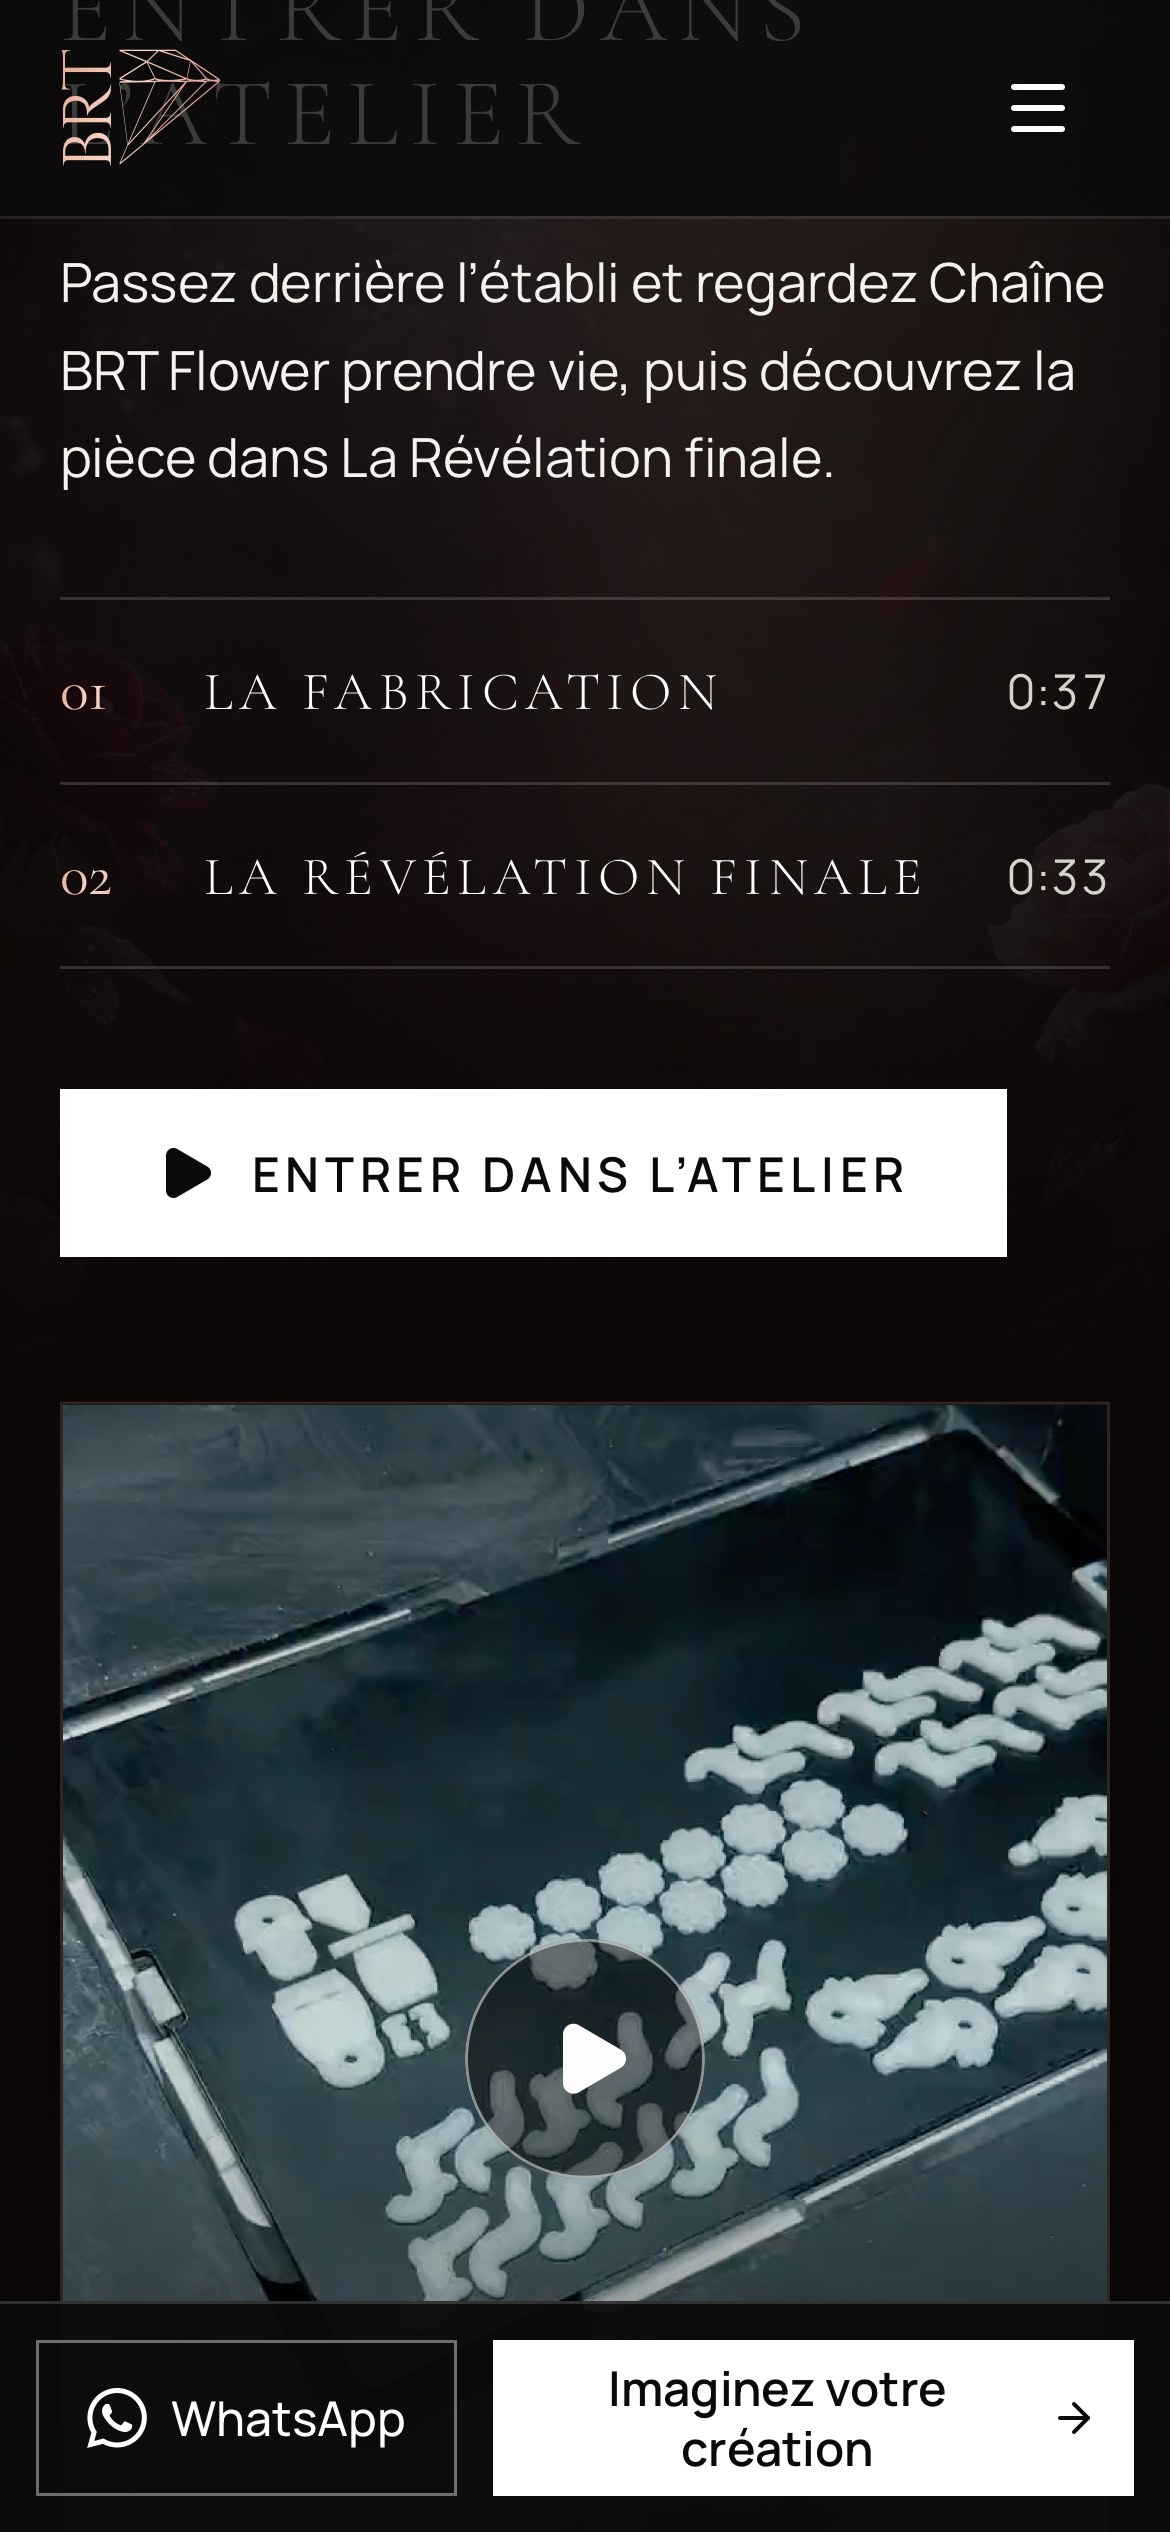 ENTRER DANS
L’ATELIER
BRT
Passez derrière l’établi et regardez Chaîne
BRT Flower prendre vie, puis découvrez la
pièce dans La Révélation finale.
01 LA FABRICATION 0:37
02 LA RÉVÉLATION FINALE 0:33
ENTRER DANS L’ATELIER
WhatsApp
Imaginez votre
création